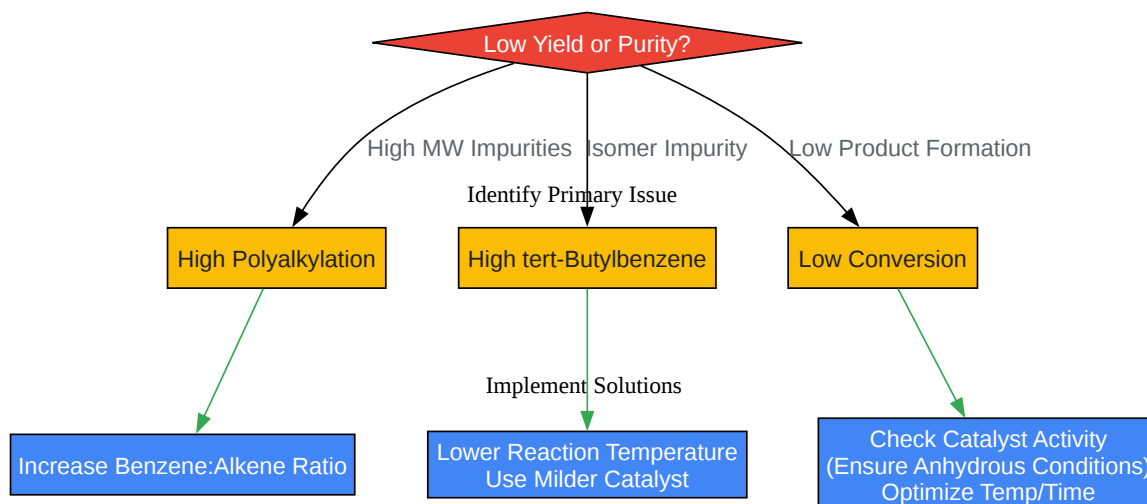 Low Yield or Purity?
High MW Impurities
Isomer Impurity
Low Product Formation
Identify Primary Issue
High Polyalkylation
High tert-Butylbenzene
Low Conversion
Implement Solutions
Increase Benzene:Alkene Ratio
Lower Reaction Temperature
Use Milder Catalyst
Check Catalyst Activity
(Ensure Anhydrous Conditions)
Optimize Temp/Time